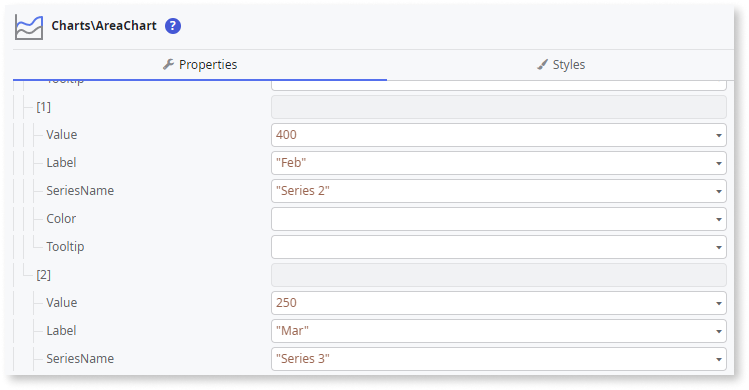 Charts\AreaChart ?
Properties Styles
Tooltip
[1]
Value 400
Label "Feb"
SeriesName "Series 2"
Color
Tooltip
[2]
Value 250
Label "Mar"
SeriesName "Series 3"